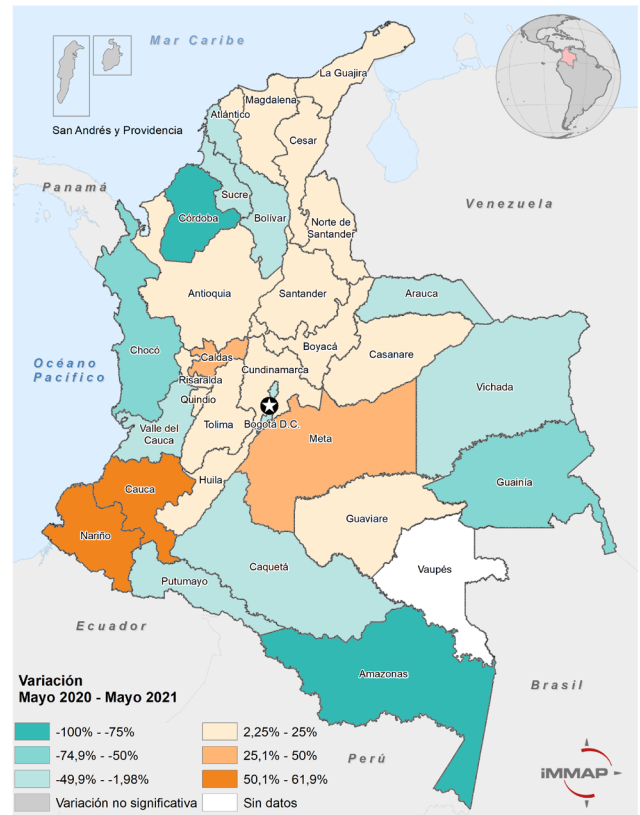 Mar Caribe
San Andrés y Providencia
La Guajira
Magdalena
Atlántico
Cesar
Panamá
Venezuela
Sucre
Córdoba
Bolívar
Norte de
Santander
Antioquia
Santander
Arauca
Océano
Pacífico
Chocó
Boyacá
Casanare
Caldas
Cundinamarca
Risaralda
Vichada
Quindio
Tolima
Bogotá D.C.
Valle del
Cauca
Meta
Huila
Guainía
Cauca
Guaviare
Nariño
Caquetá
Vaupés
Putumayo
Ecuador
Amazonas
Brasil
Perú
Variación
Mayo 2020 - Mayo 2021
-100% - -75%
2,25% - 25%
-74,9% - -50%
25,1% - 50%
-49,9% - -1,98%
50,1% - 61,9%
Variación no significativa
Sin datos
iMMAP